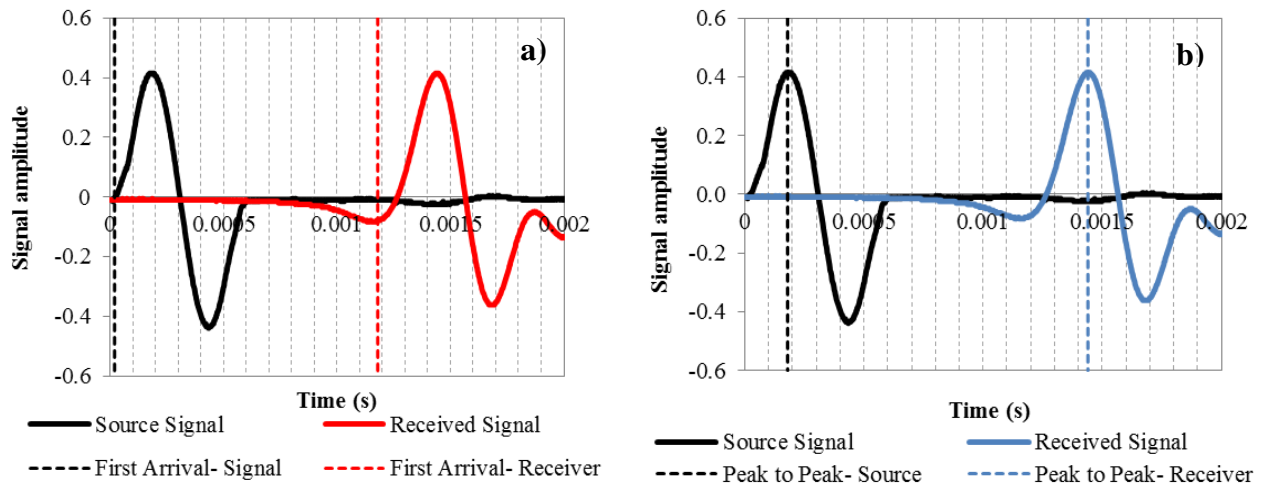 a)
Signal amplitude
0.6
0.4
0.2
0
-0.2
-0.4
-0.6
0 0.0005 0.001 0.0015 0.002
Time (s)
Source Signal Received Signal
First Arrival- Signal First Arrival- Receiver
b)
Signal amplitude
0.6
0.4
0.2
0.0
-0.2
-0.4
-0.6
0 0.0005 0.001 0.0015 0.002
Time (s)
Source Signal Received Signal
Peak to Peak- Source Peak to Peak- Receiver